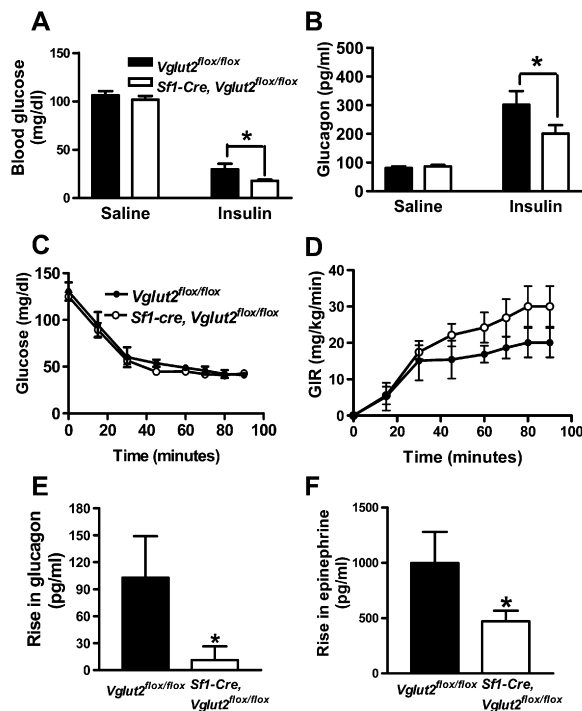 A
Blood glucose
(mg/dl)
150
100
50
0
Vglut2flox/flox
Sf1-Cre, Vglut2flox/flox
*
Saline
Insulin
B
Glucagon (pg/ml)
500
400
300
200
100
0
*
Saline
Insulin
C
Glucose (mg/dl)
150
100
50
0
Vglut2flox/flox
Sf1-cre, Vglut2flox/flox
0 20 40 60 80 100
Time (minutes)
D
GIR (mg/kg/min)
40
30
20
10
0
0 20 40 60 80 100
Time (minutes)
E
Rise in glucagon
(pg/ml)
180
150
120
90
60
30
0
*
Vglut2flox/flox
Sf1-Cre,
Vglut2flox/flox
F
Rise in epinephrine
(pg/ml)
1500
1000
500
0
*
Vglut2flox/flox
Sf1-Cre,
Vglut2flox/flox